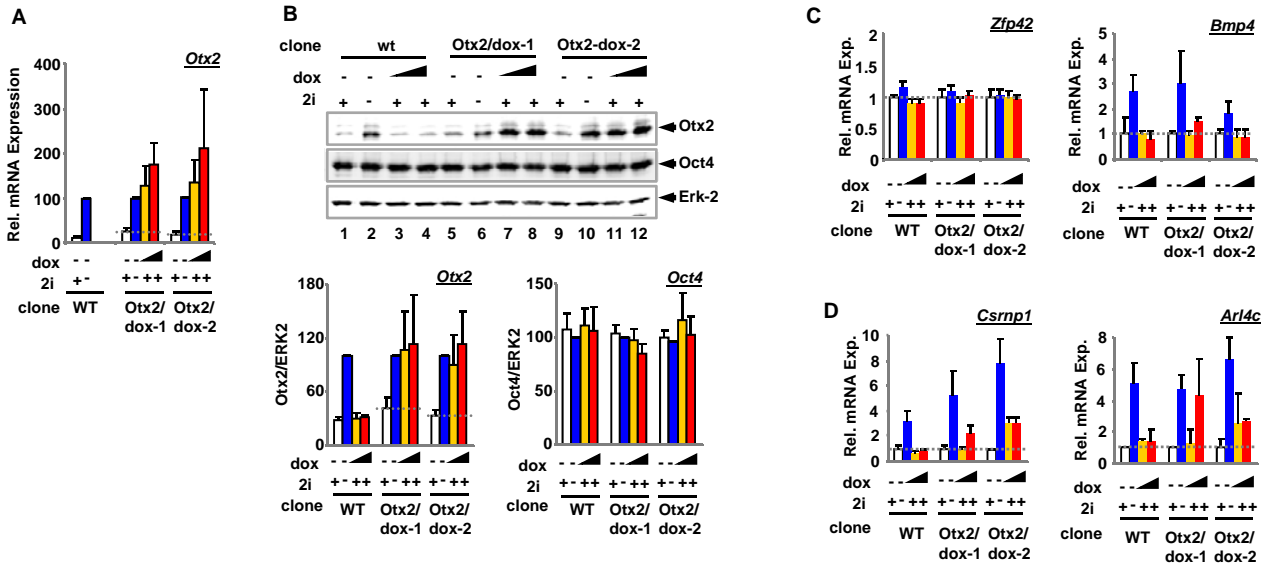 A
Otx2
Rel. mRNA Expression
400
300
200
100
0
dox - - - - - -
2i + - + - + + + - + +
clone WT Otx2/dox-1 Otx2/dox-2
B
clone wt Otx2/dox-1 Otx2-dox-2
dox - - - - - -
2i + - + + + - + + + - + +
Otx2
Oct4
Erk-2
1 2 3 4 5 6 7 8 9 10 11 12
Otx2
Otx2/ERK2
180
120
60
0
dox -- -- --
2i +-++ +-++ +-++
clone WT Otx2/dox-1 Otx2/dox-2
Oct4
Oct4/ERK2
150
100
50
0
dox -- -- --
2i +-++ +-++ +-++
clone WT Otx2/dox-1 Otx2/dox-2
C
Zfp42
Rel. mRNA Exp.
2
1.5
1
0.5
0
dox -- -- --
2i +-++ +-++ +-++
clone WT Otx2/dox-1 Otx2/dox-2
Bmp4
Rel. mRNA Exp.
5
4
3
2
1
0
dox -- -- --
2i +-++ +-++ +-++
clone WT Otx2/dox-1 Otx2/dox-2
D
Csrnp1
Rel. mRNA Exp.
10
8
6
4
2
0
dox -- -- --
2i +-++ +-++ +-++
clone WT Otx2/dox-1 Otx2/dox-2
Arl4c
Rel. mRNA Exp.
8
6
4
2
0
dox -- -- --
2i +-++ +-++ +-++
clone WT Otx2/dox-1 Otx2/dox-2